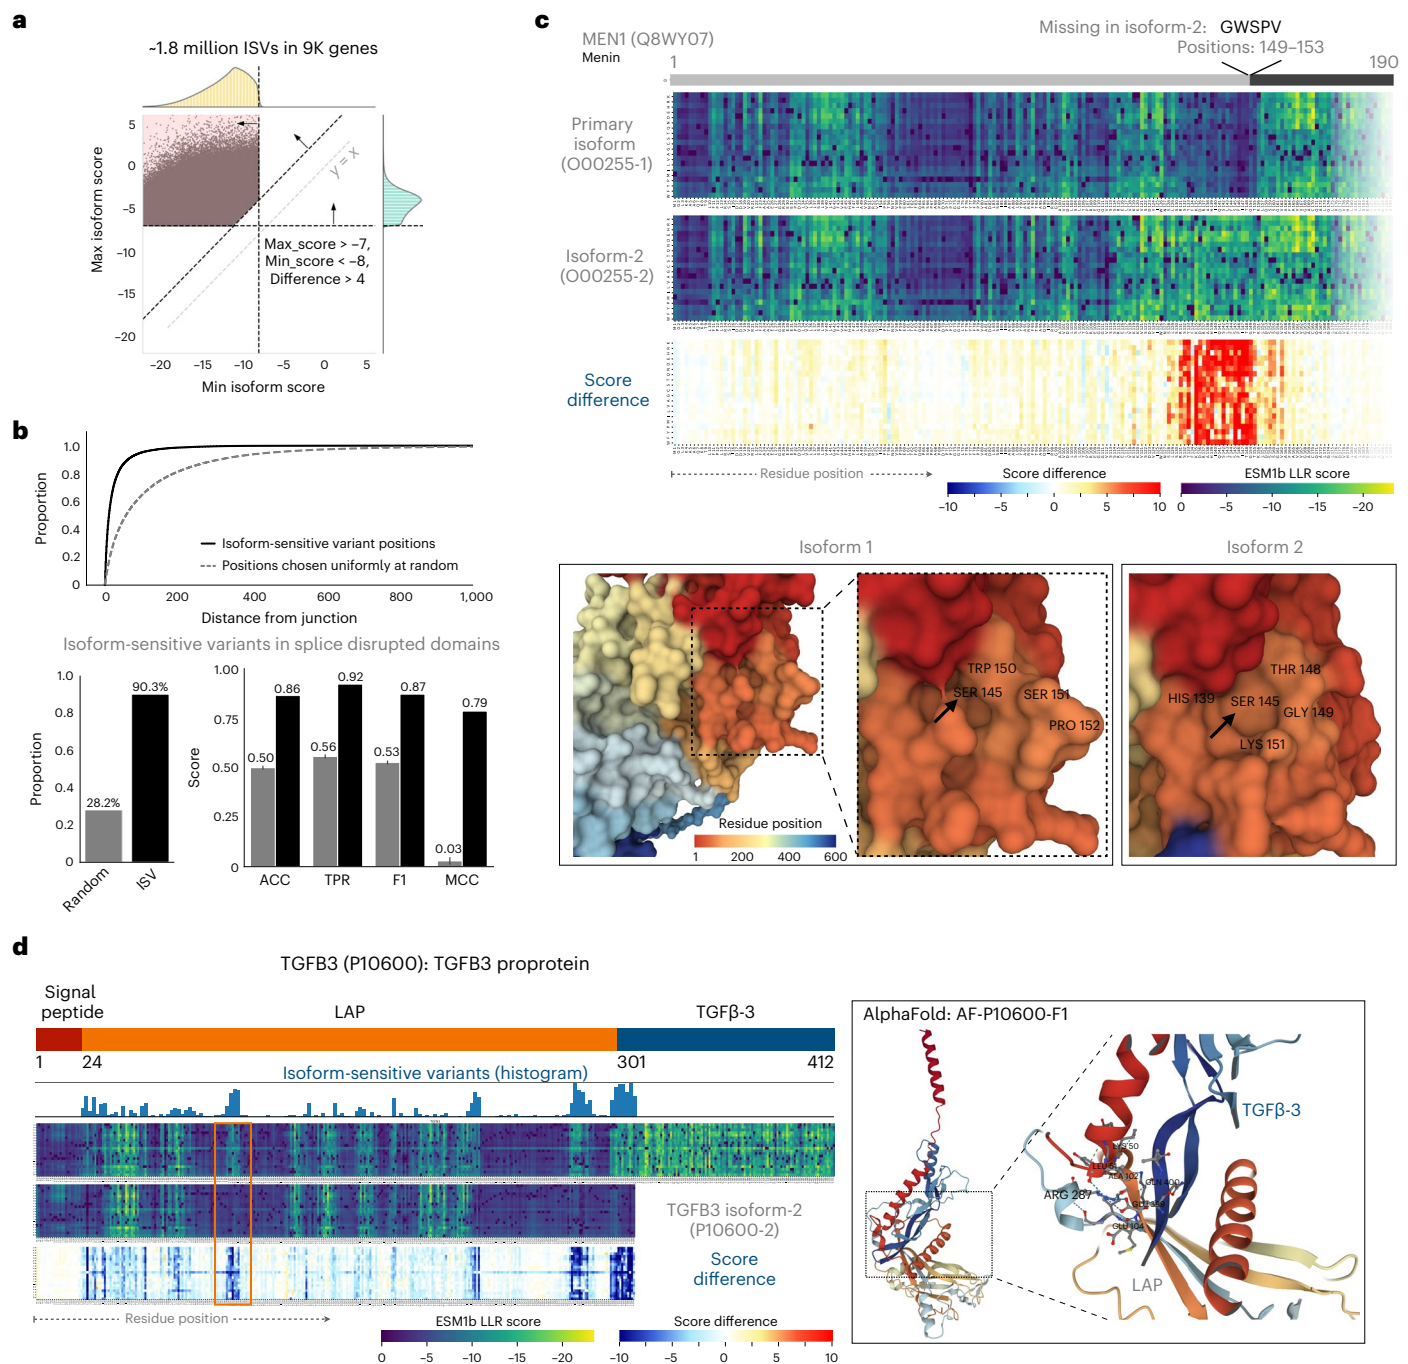 a
~1.8 million ISVs in 9K genes
5
0
−5
−10
−15
−20
Max isoform score
y = x
Max_score > −7,
Min_score < −8,
Difference > 4
−20 −15 −10 −5 0 5
Min isoform score
b
1.0
0.8
0.6
0.4
0.2
0
Proportion
Isoform-sensitive variant positions
Positions chosen uniformly at random
0 200 400 600 800 1,000
Distance from junction
Isoform-sensitive variants in splice disrupted domains
1.0
0.8
0.6
0.4
0.2
0
Proportion
28.2%
90.3%
Random
ISV
1.00
0.75
0.50
0.25
0
Score
0.50
0.86
0.56
0.92
0.53
0.87
0.03
0.79
ACC TPR F1 MCC
c
MEN1 (Q8WY07)
Menin
Missing in isoform-2: GWSPV
Positions: 149–153
1
190
Primary
isoform
(O00255-1)
Isoform-2
(O00255-2)
Score
difference
Residue position
Score difference
−10 −5 0 5 10
ESM1b LLR score
0 −5 −10 −15 −20
Isoform 1
Isoform 2
Residue position
1 200 400 600
TRP 150
SER 145
SER 151
PRO 152
THR 148
HIS 139
SER 145
GLY 149
LYS 151
d
TGFB3 (P10600): TGFB3 proprotein
Signal
peptide
LAP
TGFβ-3
1 24 301 412
Isoform-sensitive variants (histogram)
TGFB3 isoform-2
(P10600-2)
Score
difference
Residue position
ESM1b LLR score
0 −5 −10 −15 −20
Score difference
−10 −5 0 5 10
AlphaFold: AF-P10600-F1
TGFβ-3
LYS 50
ALA 102
GLN 400
ARG 287
GLU 104
LAP